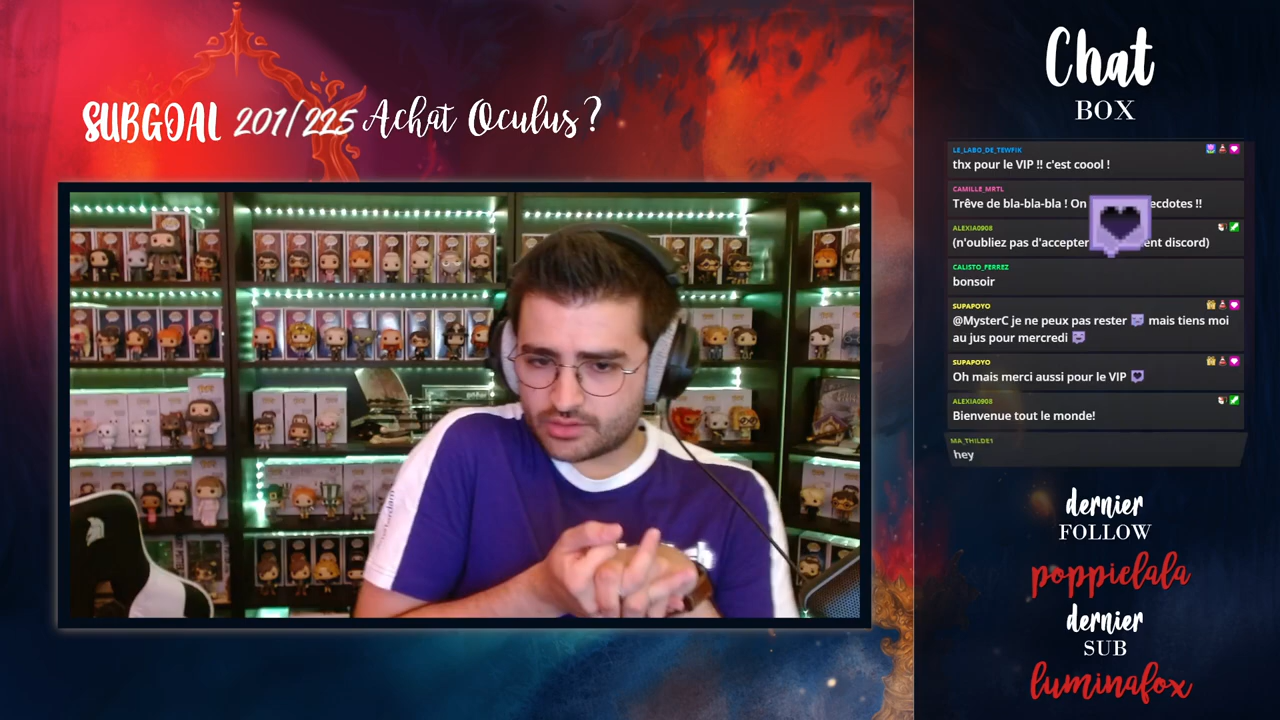 SUBGOAL 201/225 Achat Oculus?
Chat
BOX
LE_LABO_DE_TEWFIK
thx pour le VIP !! c'est coool !
CAMILLE_MRTL
Trêve de bla-bla-bla ! On ecdotes !!
ALEXIA0908
(n'oubliez pas d'accepter ent discord)
CALISTO_FERREZ
bonsoir
SUPAPOYO
@MysterC je ne peux pas rester mais tiens moi
au jus pour mercredi
SUPAPOYO
Oh mais merci aussi pour le VIP
ALEXIA0908
Bienvenue tout le monde!
MA_THILDE1
hey
dernier
FOLLOW
poppielala
dernier
SUB
luminafox